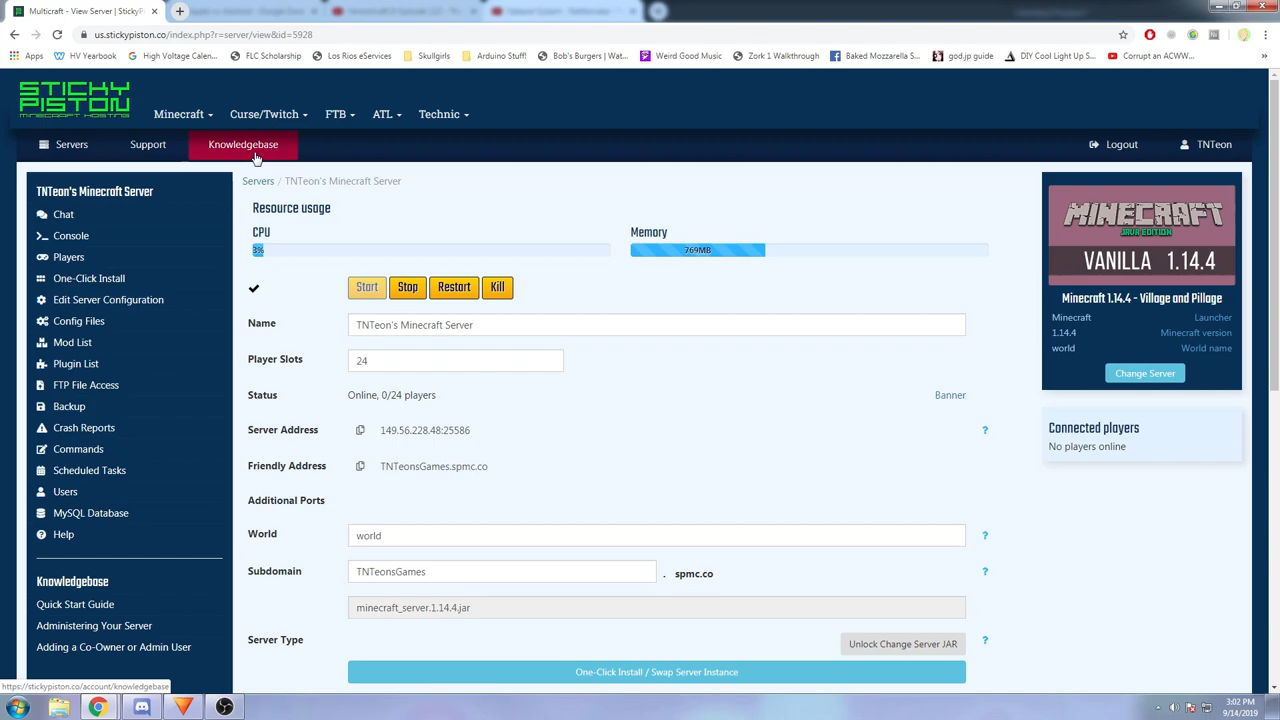 Multicraft - View Server | StickyPi
us.stickypiston.co/index.php?r=server/view&id=5928
WV Yearbook
High Voltage Calen...
FLC Scholarship
Los Rios eServices
Skullgirls
Arduino Stuff!
Bob's Burgers | Wat...
Weird Good Music
Zork 1 Walkthrough
Baked Mozzarella S...
god.jp guide
DIY Cool Light Up S...
Corrupt an ACWW...
STICKY
PISTON
MINECRAFT HOSTING
Minecraft
Curse/Twitch
FTB
ATL
Technic
Servers
Support
Knowledgebase
Logout
TNTeon
TNTeon's Minecraft Server
Chat
Console
Players
One-Click Install
Edit Server Configuration
Config Files
Mod List
Plugin List
FTP File Access
Backup
Crash Reports
Commands
Scheduled Tasks
Users
MySQL Database
Help
Knowledgebase
Quick Start Guide
Administering Your Server
Adding a Co-Owner or Admin User
Servers / TNTeon's Minecraft Server
Resource usage
CPU
3%
Memory
769MB
Start
Stop
Restart
Kill
Name
TNTeon's Minecraft Server
Player Slots
24
Status
Online, 0/24 players
Banner
Server Address
149.56.228.48:25586
?
Friendly Address
TNTeonsGames.spmc.co
Additional Ports
World
world
?
Subdomain
TNTeonsGames
. spmc.co
?
minecraft_server.1.14.4.jar
Server Type
Unlock Change Server JAR
?
One-Click Install / Swap Server Instance
MINECRAFT
JAVA EDITION
VANILLA 1.14.4
Minecraft 1.14.4 - Village and Pillage
Minecraft
Launcher
1.14.4
Minecraft version
world
World name
Change Server
Connected players
No players online
https://stickypiston.co/account/knowledgebase
3:02 PM
9/14/2019